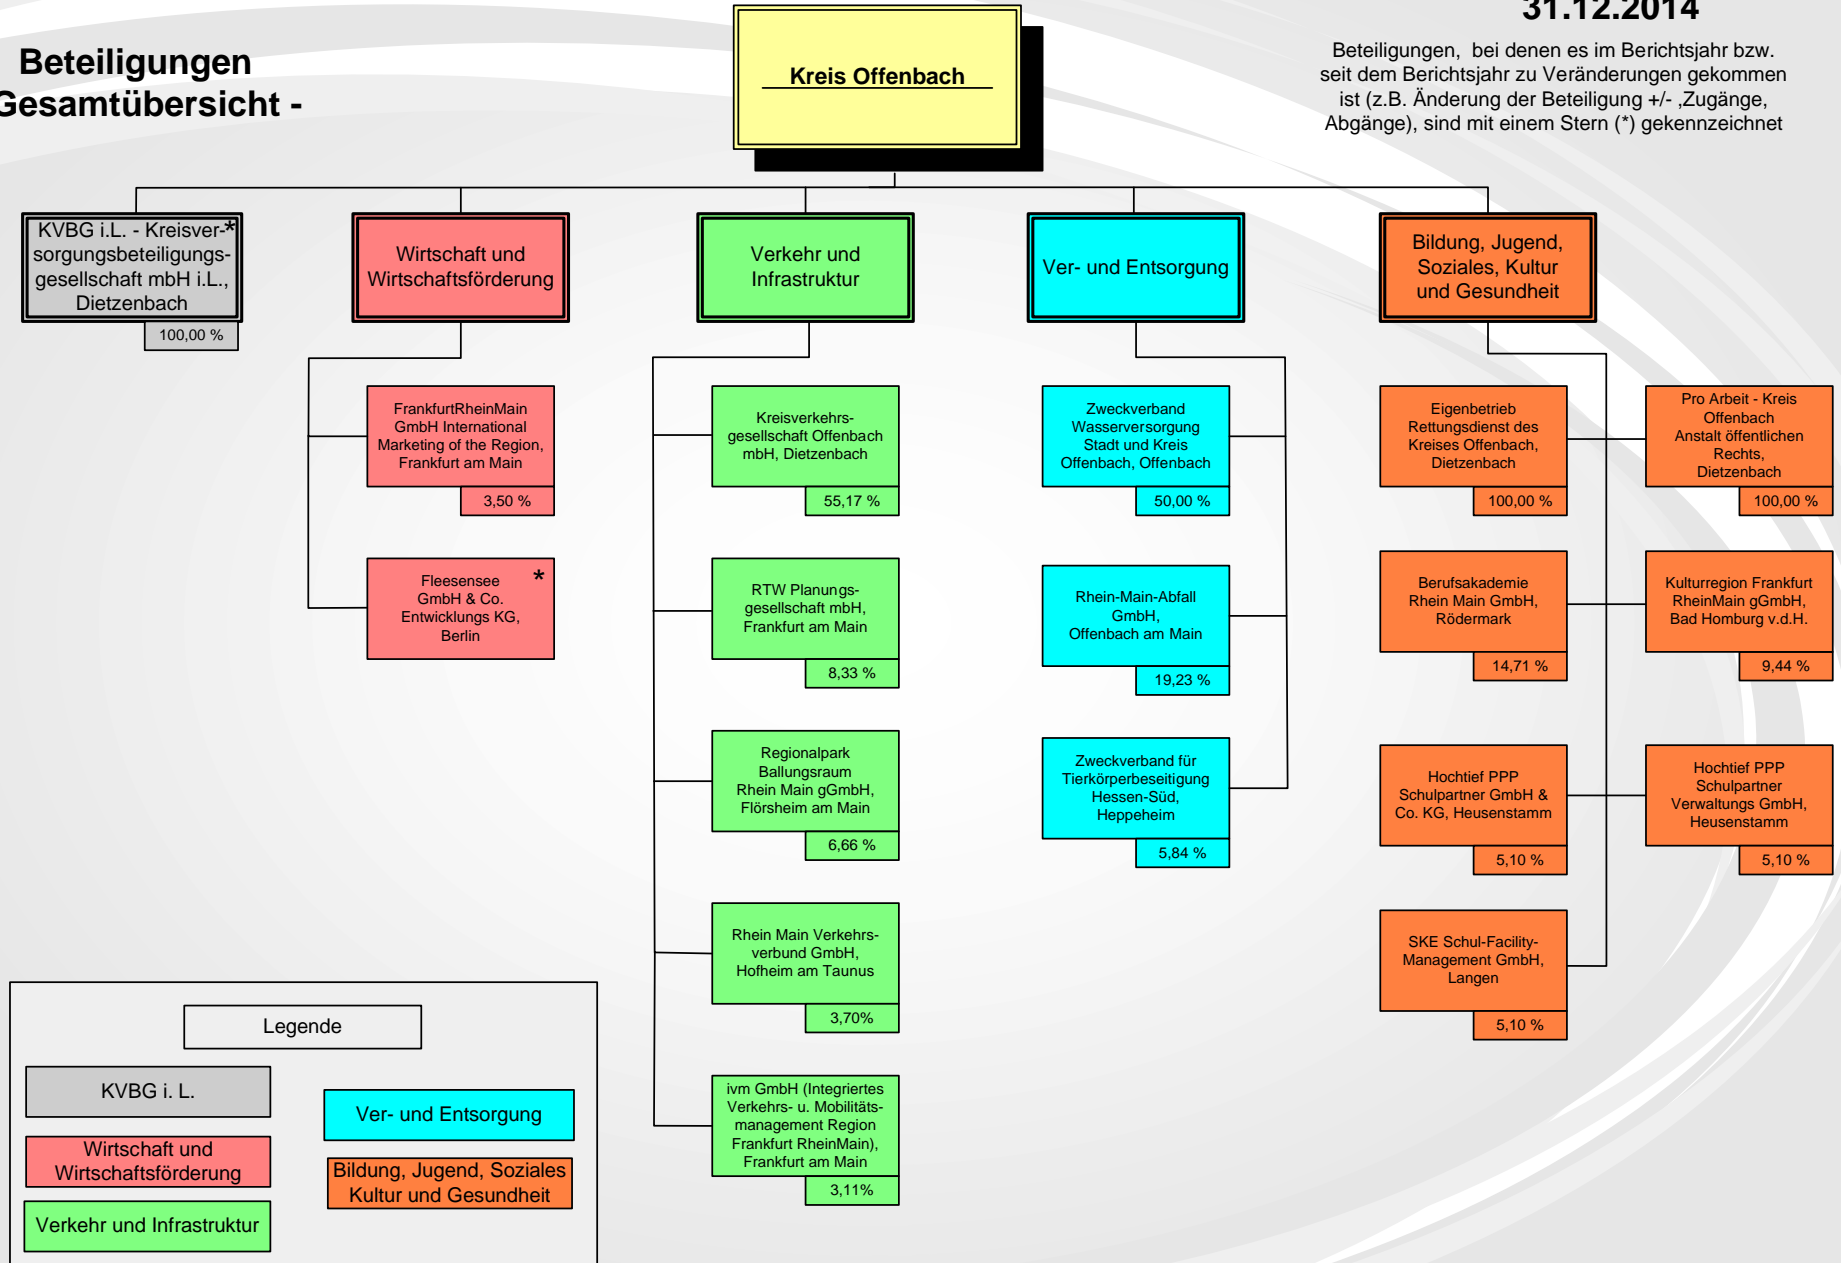 Beteiligungen
Gesamtübersicht -
Kreis Offenbach
31.12.2014
Beteiligungen, bei denen es im Berichtsjahr bzw.
seit dem Berichtsjahr zu Veränderungen gekommen
ist (z.B. Änderung der Beteiligung +/- ,Zugänge,
Abgänge), sind mit einem Stern (*) gekennzeichnet
KVBG i.L. - Kreisver-*
sorgungsbeteiligungs-
gesellschaft mbH i.L.,
Dietzenbach
100,00 %
Wirtschaft und
Wirtschaftsförderung
FrankfurtRheinMain
GmbH International
Marketing of the Region,
Frankfurt am Main
3,50 %
Fleesensee *
GmbH & Co.
Entwicklungs KG,
Berlin
Verkehr und
Infrastruktur
Kreisverkehrs-
gesellschaft Offenbach
mbH, Dietzenbach
55,17 %
RTW Planungs-
gesellschaft mbH,
Frankfurt am Main
8,33 %
Regionalpark
Ballungsraum
Rhein Main gGmbH,
Flörsheim am Main
6,66 %
Rhein Main Verkehrs-
verbund GmbH,
Hofheim am Taunus
3,70%
ivm GmbH (Integriertes
Verkehrs- u. Mobilitäts-
management Region
Frankfurt RheinMain),
Frankfurt am Main
3,11%
Ver- und Entsorgung
Zweckverband
Wasserversorgung
Stadt und Kreis
Offenbach, Offenbach
50,00 %
Rhein-Main-Abfall
GmbH,
Offenbach am Main
19,23 %
Zweckverband für
Tierkörperbeseitigung
Hessen-Süd,
Heppeheim
5,84 %
Bildung, Jugend,
Soziales, Kultur
und Gesundheit
Eigenbetrieb
Rettungsdienst des
Kreises Offenbach,
Dietzenbach
100,00 %
Pro Arbeit - Kreis
Offenbach
Anstalt öffentlichen
Rechts,
Dietzenbach
100,00 %
Berufsakademie
Rhein Main GmbH,
Rödermark
14,71 %
Kulturregion Frankfurt
RheinMain gGmbH,
Bad Homburg v.d.H.
9,44 %
Hochtief PPP
Schulpartner GmbH &
Co. KG, Heusenstamm
5,10 %
Hochtief PPP
Schulpartner
Verwaltungs GmbH,
Heusenstamm
5,10 %
SKE Schul-Facility-
Management GmbH,
Langen
5,10 %
Legende
KVBG i. L.
Wirtschaft und
Wirtschaftsförderung
Verkehr und Infrastruktur
Ver- und Entsorgung
Bildung, Jugend, Soziales
Kultur und Gesundheit